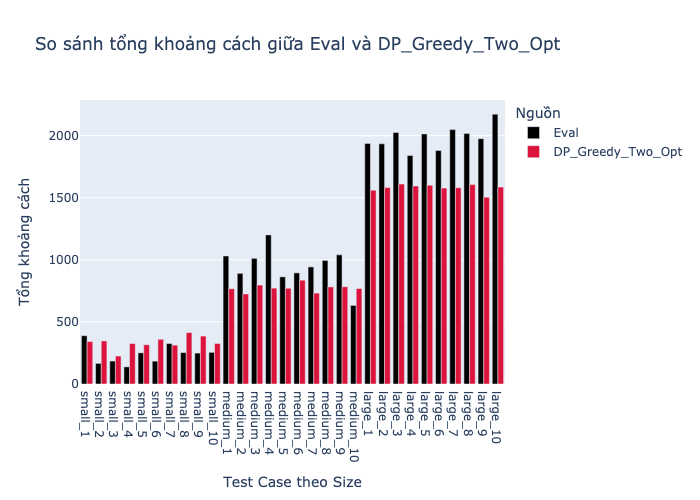 So sánh tổng khoảng cách giữa Eval và DP_Greedy_Two_Opt
Nguồn
Eval
DP_Greedy_Two_Opt
Tổng khoảng cách
2000
1500
1000
500
0
small_1
small_2
small_3
small_4
small_5
small_6
small_7
small_8
small_9
small_10
medium_1
medium_2
medium_3
medium_4
medium_5
medium_6
medium_7
medium_8
medium_9
medium_10
large_1
large_2
large_3
large_4
large_5
large_6
large_7
large_8
large_9
large_10
Test Case theo Size